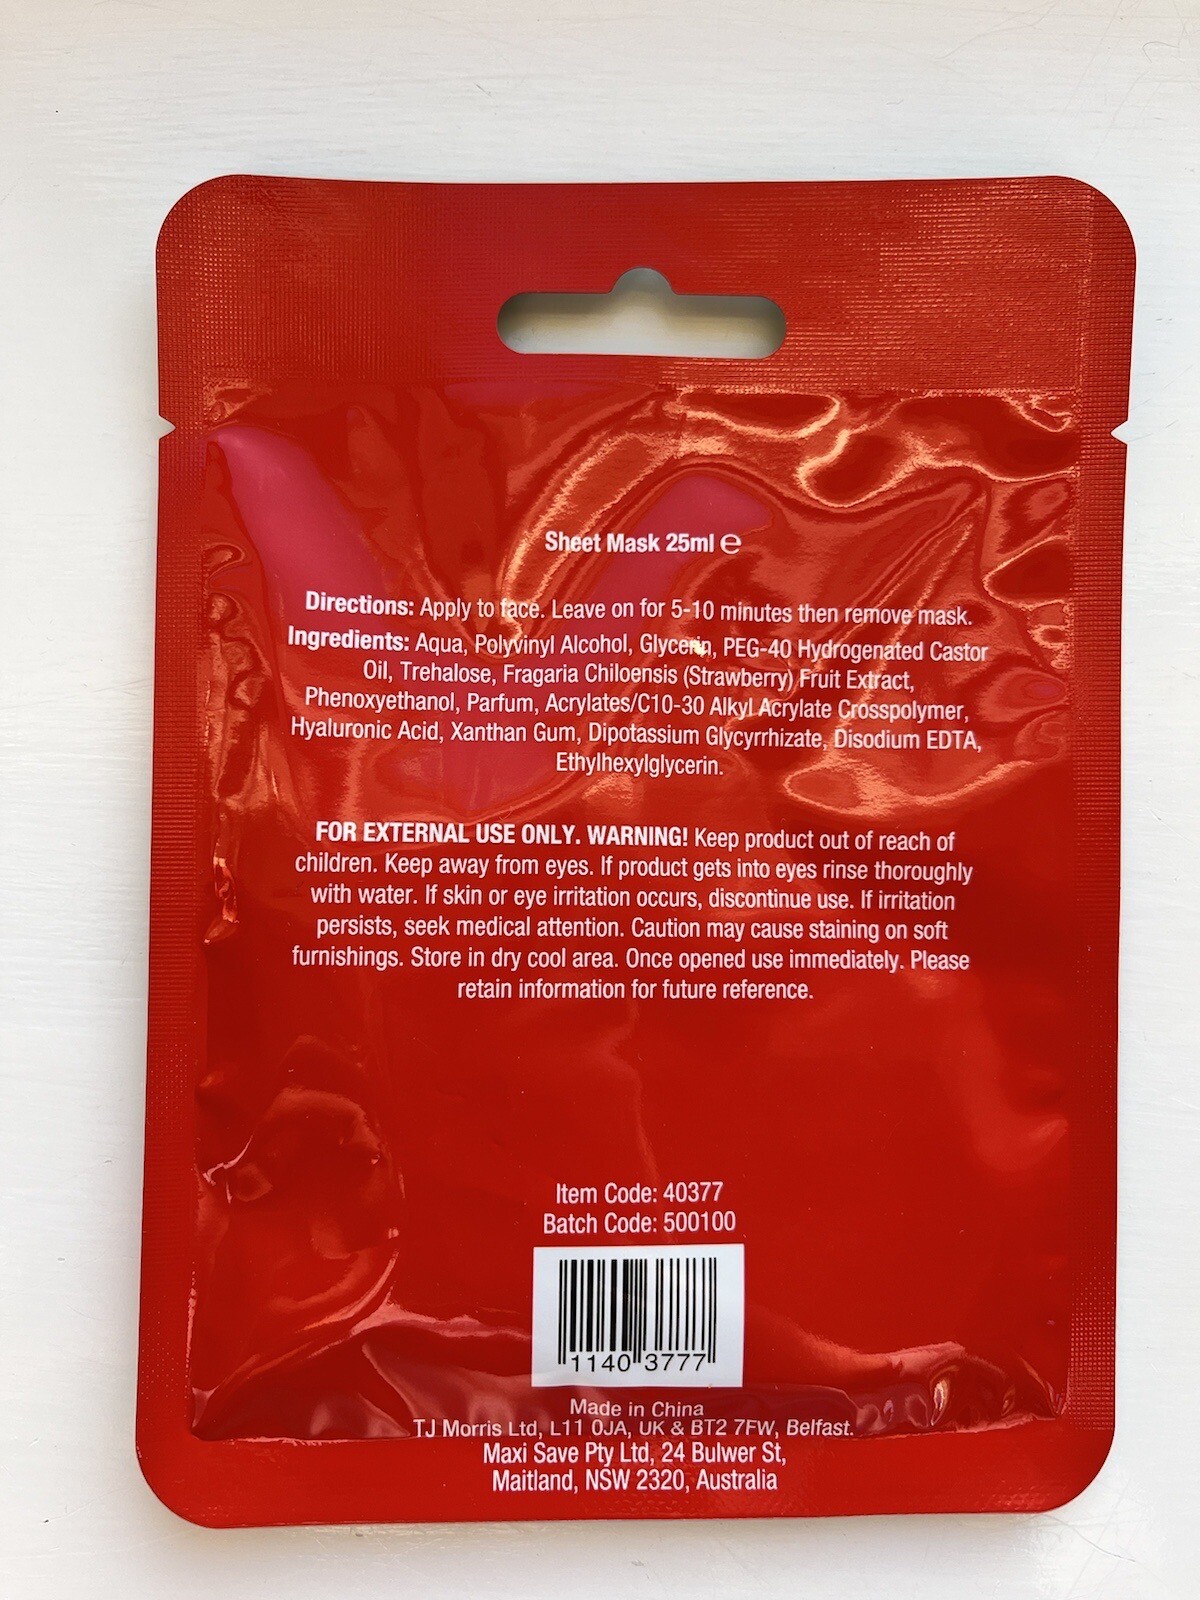 Sheet Mask 25ml ℮
Directions: Apply to face. Leave on for 5-10 minutes then remove mask.
Ingredients: Aqua, Polyvinyl Alcohol, Glycerin, PEG-40 Hydrogenated Castor
Oil, Trehalose, Fragaria Chiloensis (Strawberry) Fruit Extract,
Phenoxyethanol, Parfum, Acrylates/C10-30 Alkyl Acrylate Crosspolymer,
Hyaluronic Acid, Xanthan Gum, Dipotassium Glycyrrhizate, Disodium EDTA,
Ethylhexylglycerin.
FOR EXTERNAL USE ONLY. WARNING! Keep product out of reach of
children. Keep away from eyes. If product gets into eyes rinse thoroughly
with water. If skin or eye irritation occurs, discontinue use. If irritation
persists, seek medical attention. Caution may cause staining on soft
furnishings. Store in dry cool area. Once opened use immediately. Please
retain information for future reference.
Item Code: 40377
Batch Code: 500100
1140 3777
Made in China
TJ Morris Ltd, L11 0JA, UK & BT2 7FW, Belfast.
Maxi Save Pty Ltd, 24 Bulwer St,
Maitland, NSW 2320, Australia